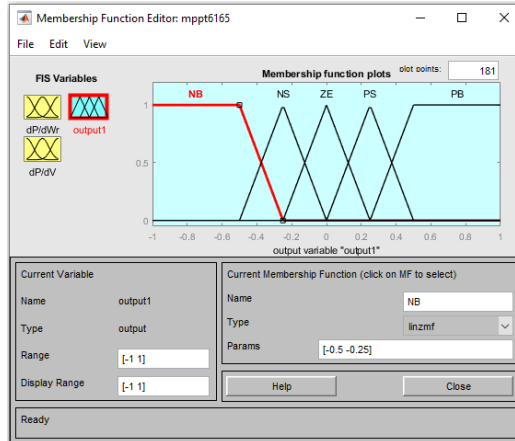 Membership Function Editor: mppt6165
File Edit View
FIS Variables
dP/dWr
output1
dP/dV
Membership function plots
plot points:
181
NB NS ZE PS PB
1
0.5
0
-1 -0.8 -0.6 -0.4 -0.2 0 0.2 0.4 0.6 0.8 1
output variable "output1"
Current Variable
Name output1
Type output
Range [-1 1]
Display Range [-1 1]
Current Membership Function (click on MF to select)
Name NB
Type linzmf
Params [-0.5 -0.25]
Help Close
Ready